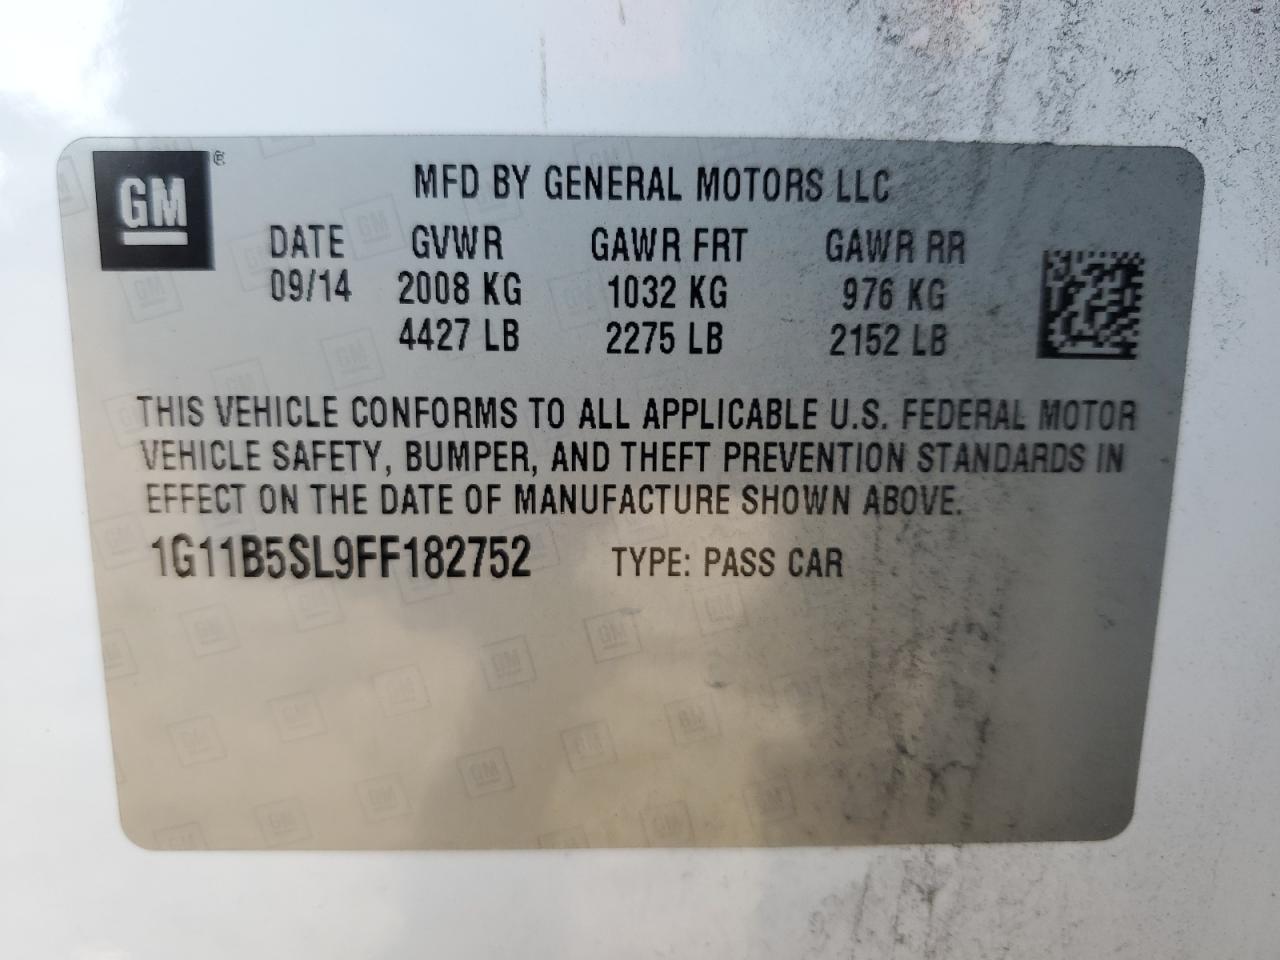 GM ® MFD BY GENERAL MOTORS LLC
DATE GVWR GAWR FRT GAWR RR
09/14 2008 KG 1032 KG 976 KG
4427 LB 2275 LB 2152 LB
THIS VEHICLE CONFORMS TO ALL APPLICABLE U.S. FEDERAL MOTOR
VEHICLE SAFETY, BUMPER, AND THEFT PREVENTION STANDARDS IN
EFFECT ON THE DATE OF MANUFACTURE SHOWN ABOVE.
1G11B5SL9FF182752 TYPE: PASS CAR